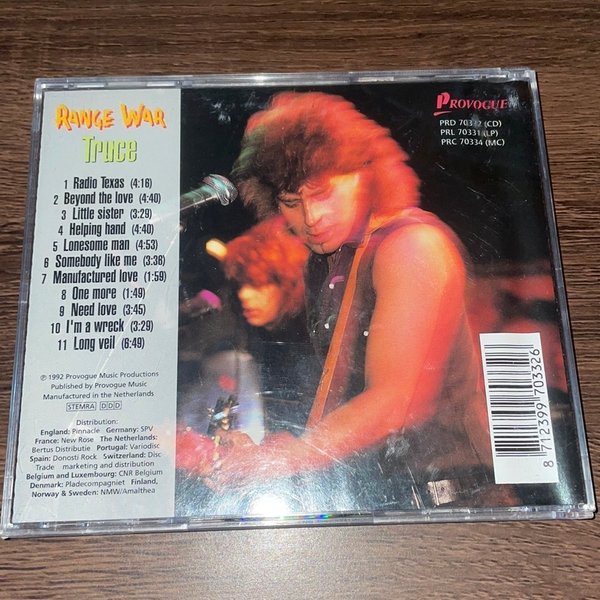 RANGE WAR
Truce
1 Radio Texas (4:16)
2 Beyond the love (4:40)
3 Little sister (3:29)
4 Helping hand (4:40)
5 Lonesome man (4:53)
6 Somebody like me (3:36)
7 Manufactured love (1:59)
8 One more (1:49)
9 Need love (3:45)
10 I'm a wreck (3:29)
11 Long veil (6:49)
℗ 1992 Provogue Music Productions
Published by Provogue Music
Manufactured in the Netherlands
STEMRA DDD
Distribution:
England: Pinnacle Germany: SPV
France: New Rose The Netherlands:
Bertus Distributie Portugal: Variodisc
Spain: Donosti Rock Switzerland: Disc
Trade marketing and distribution
Belgium and Luxembourg: CNR Belgium
Denmark: Pladecompagniet Finland,
Norway & Sweden: NMW/Amalthea
PROVOGUE
PRD 70332 (CD)
PRL 70331 (LP)
PRC 70334 (MC)
8 712399 703326